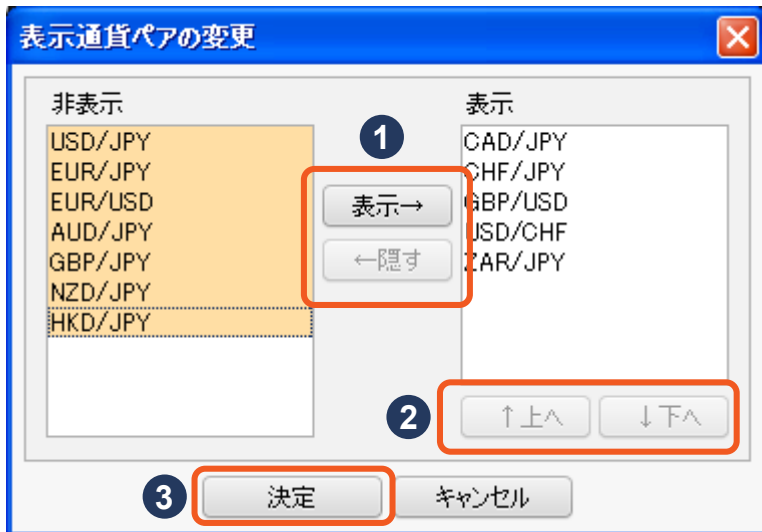 表示通貨ペアの変更
非表示
USD/JPY
EUR/JPY
EUR/USD
AUD/JPY
GBP/JPY
NZD/JPY
HKD/JPY
1
表示→
←隠す
表示
CAD/JPY
CHF/JPY
GBP/USD
USD/CHF
ZAR/JPY
2
↑上へ
↓下へ
3
決定
キャンセル